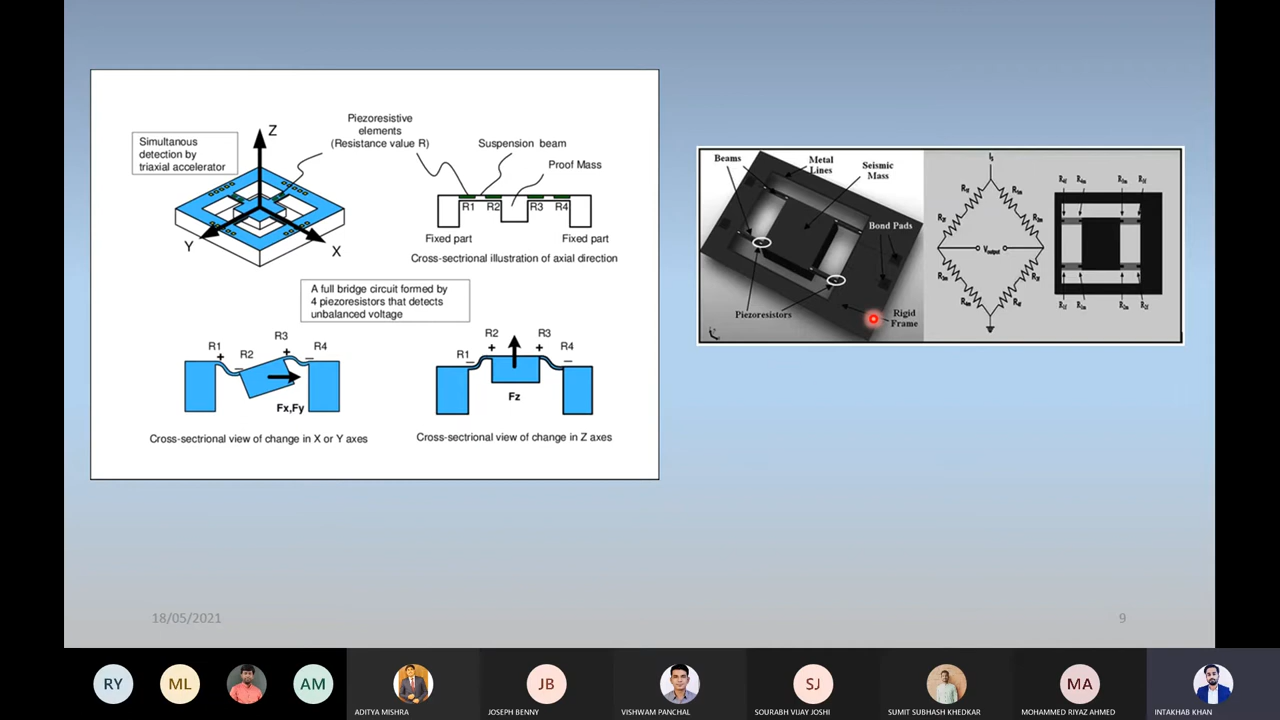 Simultanous
detection by
triaxial accelerator
Z
Y
X
Piezoresistive
elements
(Resistance value R)
Suspension beam
Proof Mass
R1
R2
R3
R4
Fixed part
Fixed part
Cross-sectrional illustration of axial direction
A full bridge circuit formed by
4 piezoresistors that detects
unbalanced voltage
R1
+
R2
−
R3
+
R4
−
Fx,Fy
Cross-sectrional view of change in X or Y axes
R1
−
R2
+
R3
+
R4
−
Fz
Cross-sectrional view of change in Z axes
Beams
Metal
Lines
Seismic
Mass
Bond Pads
Piezoresistors
Rigid
Frame
18/05/2021
9
RY
ML
AM
ADITYA MISHRA
JB
JOSEPH BENNY
VISHWAM PANCHAL
SJ
SOURABH VIJAY JOSHI
SUMIT SUBHASH KHEDKAR
MA
MOHAMMED RIYAZ AHMED
INTAKHAB KHAN